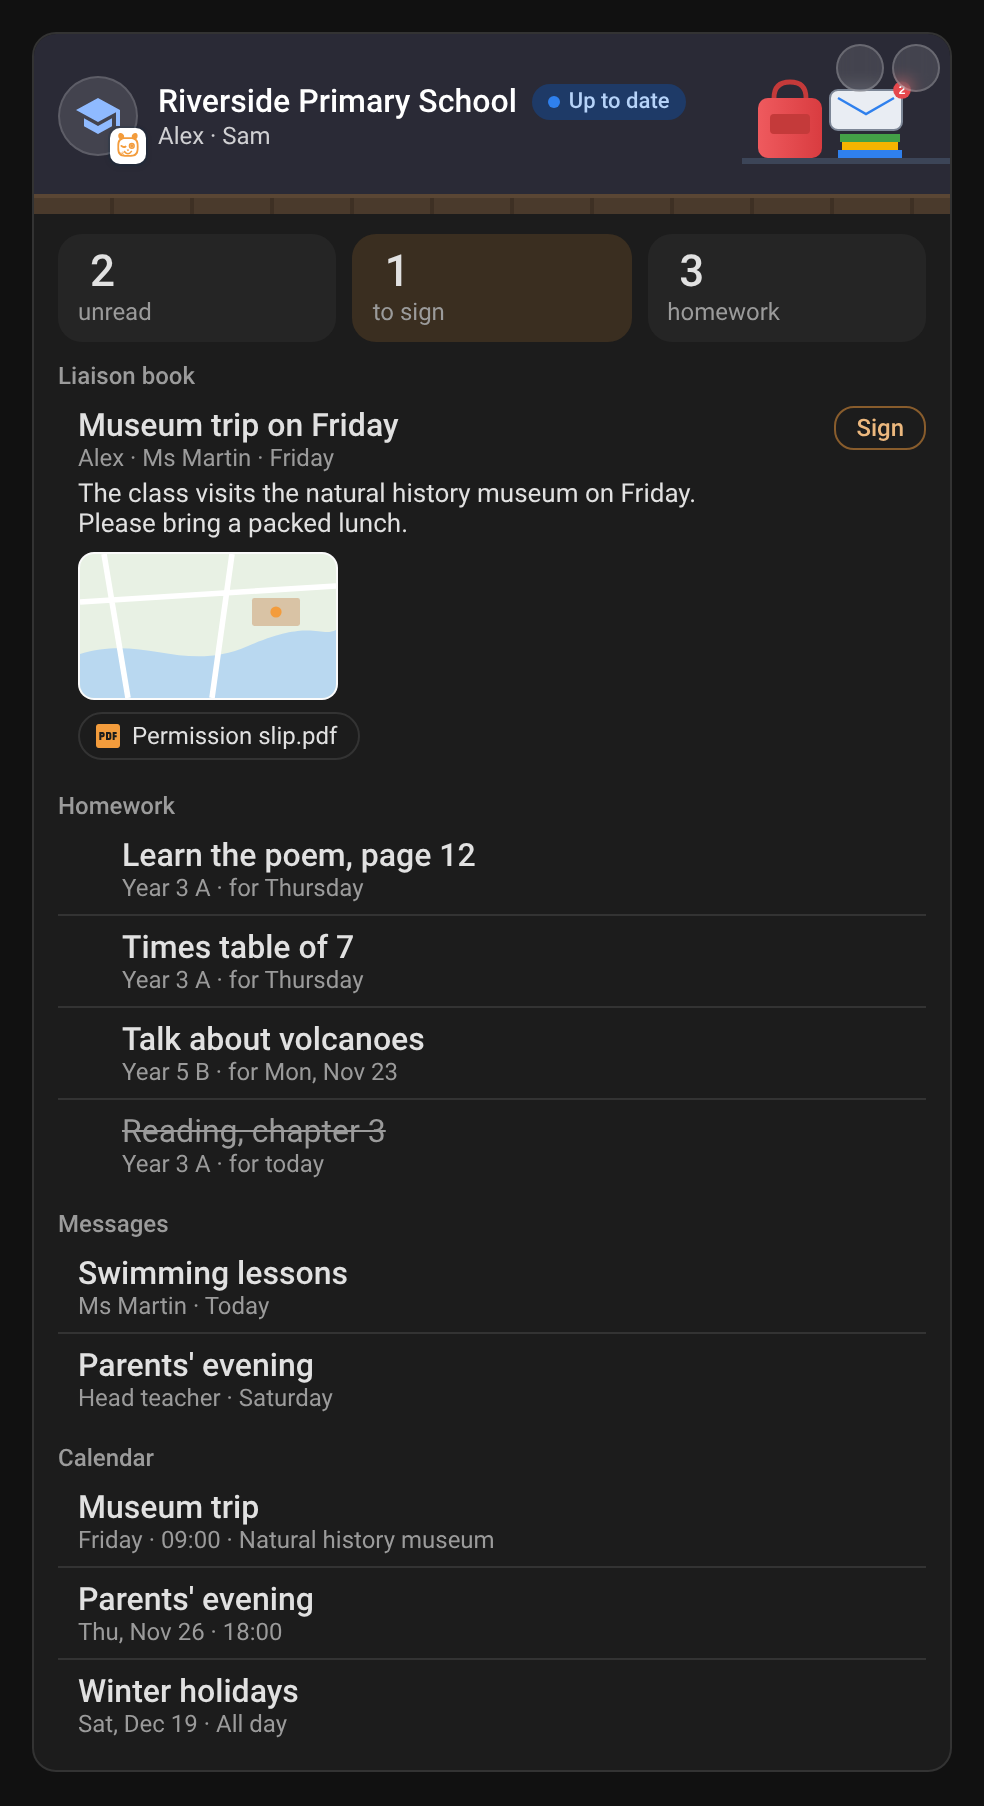 Riverside Primary School
Up to date
Alex · Sam
2
2
unread
1
to sign
3
homework
Liaison book
Museum trip on Friday
Sign
Alex · Ms Martin · Friday
The class visits the natural history museum on Friday.
Please bring a packed lunch.
PDF Permission slip.pdf
Homework
Learn the poem, page 12
Year 3 A · for Thursday
Times table of 7
Year 3 A · for Thursday
Talk about volcanoes
Year 5 B · for Mon, Nov 23
Reading, chapter 3
Year 3 A · for today
Messages
Swimming lessons
Ms Martin · Today
Parents' evening
Head teacher · Saturday
Calendar
Museum trip
Friday · 09:00 · Natural history museum
Parents' evening
Thu, Nov 26 · 18:00
Winter holidays
Sat, Dec 19 · All day